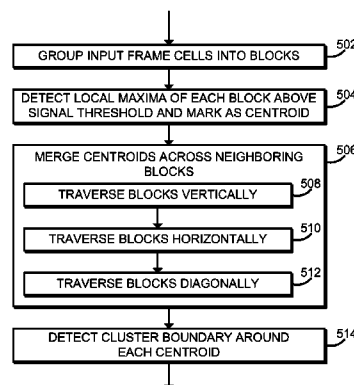 502
GROUP INPUT FRAME CELLS INTO BLOCKS
504
DETECT LOCAL MAXIMA OF EACH BLOCK ABOVE
SIGNAL THRESHOLD AND MARK AS CENTROID
506
MERGE CENTROIDS ACROSS NEIGHBORING
BLOCKS
508
TRAVERSE BLOCKS VERTICALLY
510
TRAVERSE BLOCKS HORIZONTALLY
512
TRAVERSE BLOCKS DIAGONALLY
514
DETECT CLUSTER BOUNDARY AROUND
EACH CENTROID